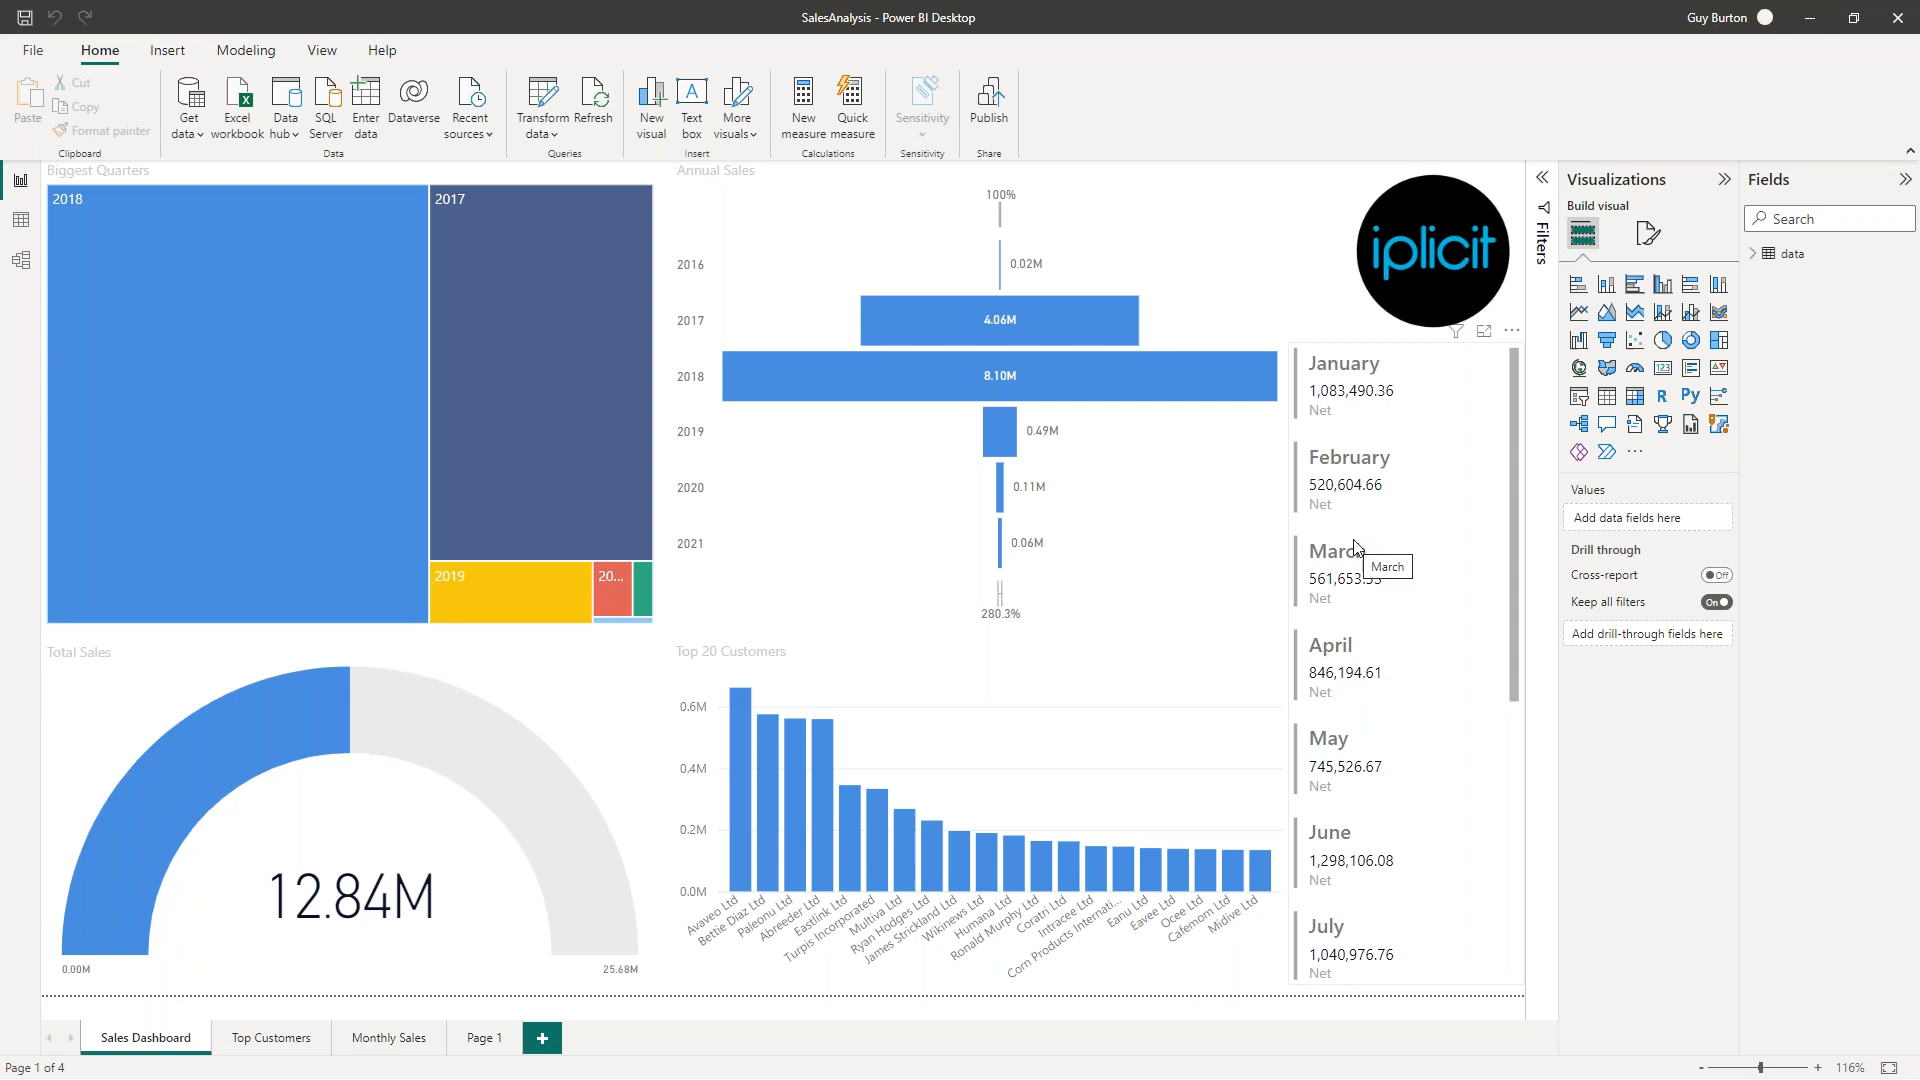 SalesAnalysis - Power BI Desktop
Guy Burton
File
Home
Insert
Modeling
View
Help
Paste
Cut
Copy
Format painter
Clipboard
Get data
Excel workbook
Data hub
SQL Server
Enter data
Dataverse
Recent sources
Data
Transform data
Refresh
Queries
New visual
A
Text box
More visuals
Insert
New measure
Quick measure
Calculations
Sensitivity
Sensitivity
Publish
Share
Biggest Quarters
2018
2017
2019
20...
Annual Sales
100%
2016
0.02M
2017
4.06M
2018
8.10M
2019
0.49M
2020
0.11M
2021
0.06M
280.3%
iplicit
January
1,083,490.36
Net
February
520,604.66
Net
March
561,653.
Net
April
846,194.61
Net
May
745,526.67
Net
June
1,298,106.08
Net
July
1,040,976.76
Net
Total Sales
12.84M
0.00M
25.68M
Top 20 Customers
0.6M
0.4M
0.2M
0.0M
Avaveo Ltd
Bettie Diaz Ltd
Paleonu Ltd
Abreeder Ltd
Eastlink Ltd
Turpis Incorporated
Multiva Ltd
Ryan Hodges Ltd
James Strickland Ltd
Wikinews Ltd
Humana Ltd
Ronald Murphy Ltd
Coratri Ltd
Intracee Ltd
Corn Products Internati...
Eanu Ltd
Eavee Ltd
Ocee Ltd
Cafemom Ltd
Midive Ltd
March
Filters
Visualizations
Build visual
123
R
Py
Values
Add data fields here
Drill through
Cross-report
Off
Keep all filters
On
Add drill-through fields here
Fields
Search
data
Sales Dashboard
Top Customers
Monthly Sales
Page 1
Page 1 of 4
116%